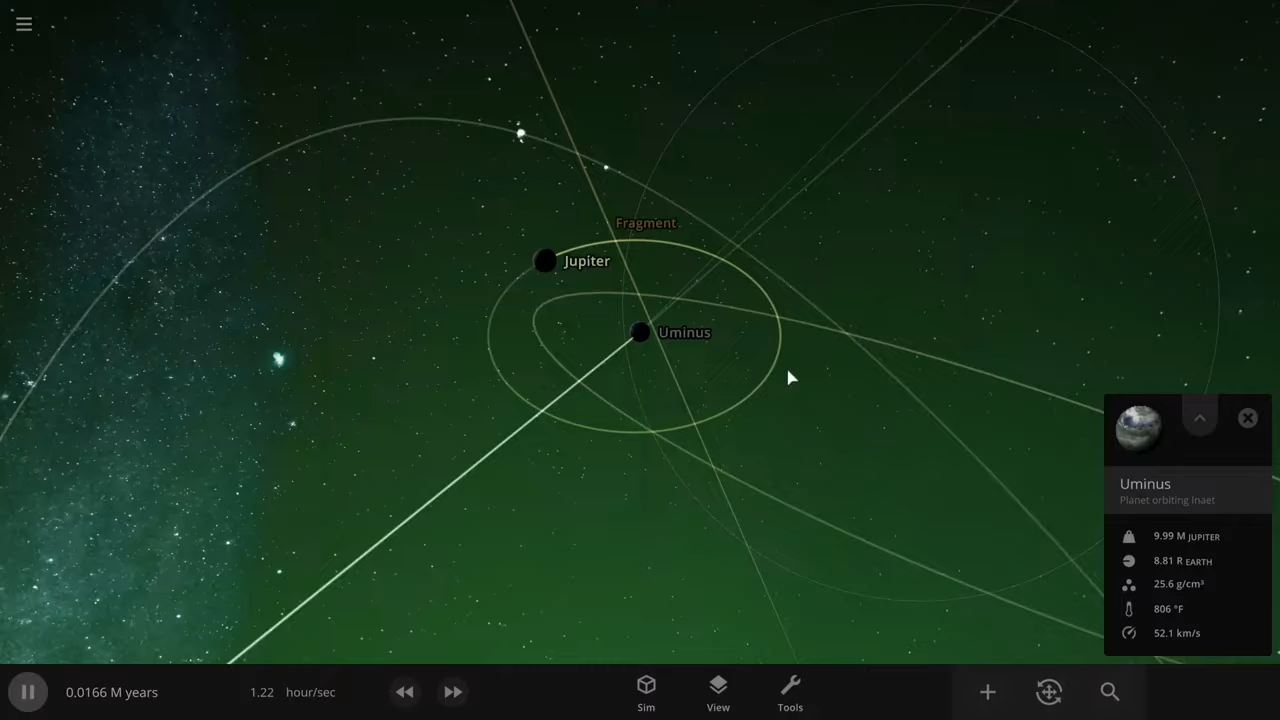 Fragment
Jupiter
Uminus
Uminus
Planet orbiting Inaet
9.99 M JUPITER
8.81 R EARTH
25.6 g/cm³
806 °F
52.1 km/s
0.0166 M years
1.22 hour/sec
Sim
View
Tools